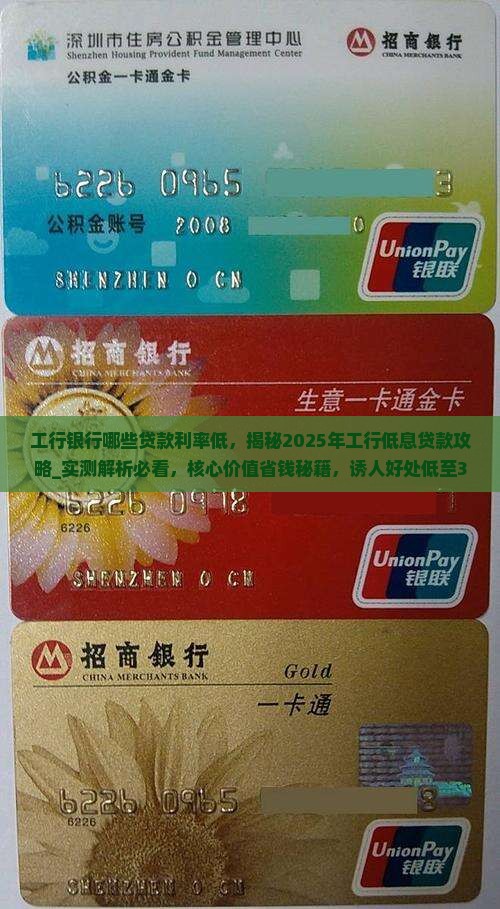 深圳市住房公积金管理中心
Shenzhen Housing Provident Fund Management Center
招商银行
CHINA MERCHANTS BANK
公积金一卡通金卡
6226 0965 3
公积金账号 2008 0
SHENZHEN O CN
UnionPay
银联
招商银行
CHINA MERCHANTS BANK
生意一卡通金卡
工行银行哪些贷款利率低，揭秘2025年工行低息贷款攻
略_实测解析必看，核心价值省钱秘籍，诱人好处低至3
6226 0978 1
6226
SHENZHEN O CN
UnionPay
银联
招商銀行
CHINA MERCHANTS BANK
Gold
一卡通
6226 0965 8
6226
SHENZHEN O CN
UnionPay
银联